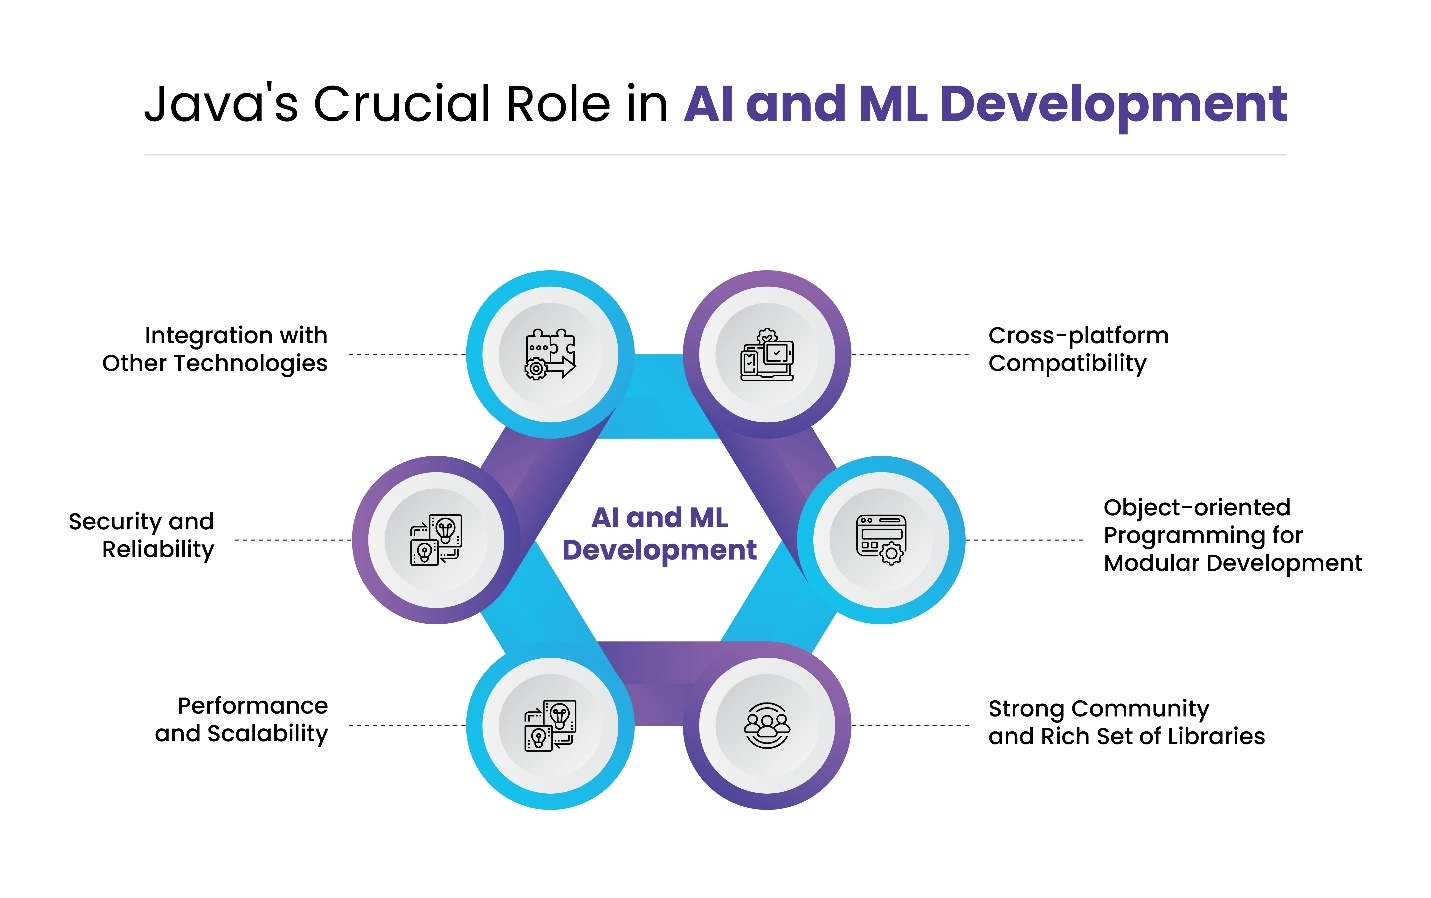 Java's Crucial Role in AI and ML Development
Integration with
Other Technologies
Cross-platform
Compatibility
Security and
Reliability
AI and ML
Development
Object-oriented
Programming for
Modular Development
Performance
and Scalability
Strong Community
and Rich Set of Libraries